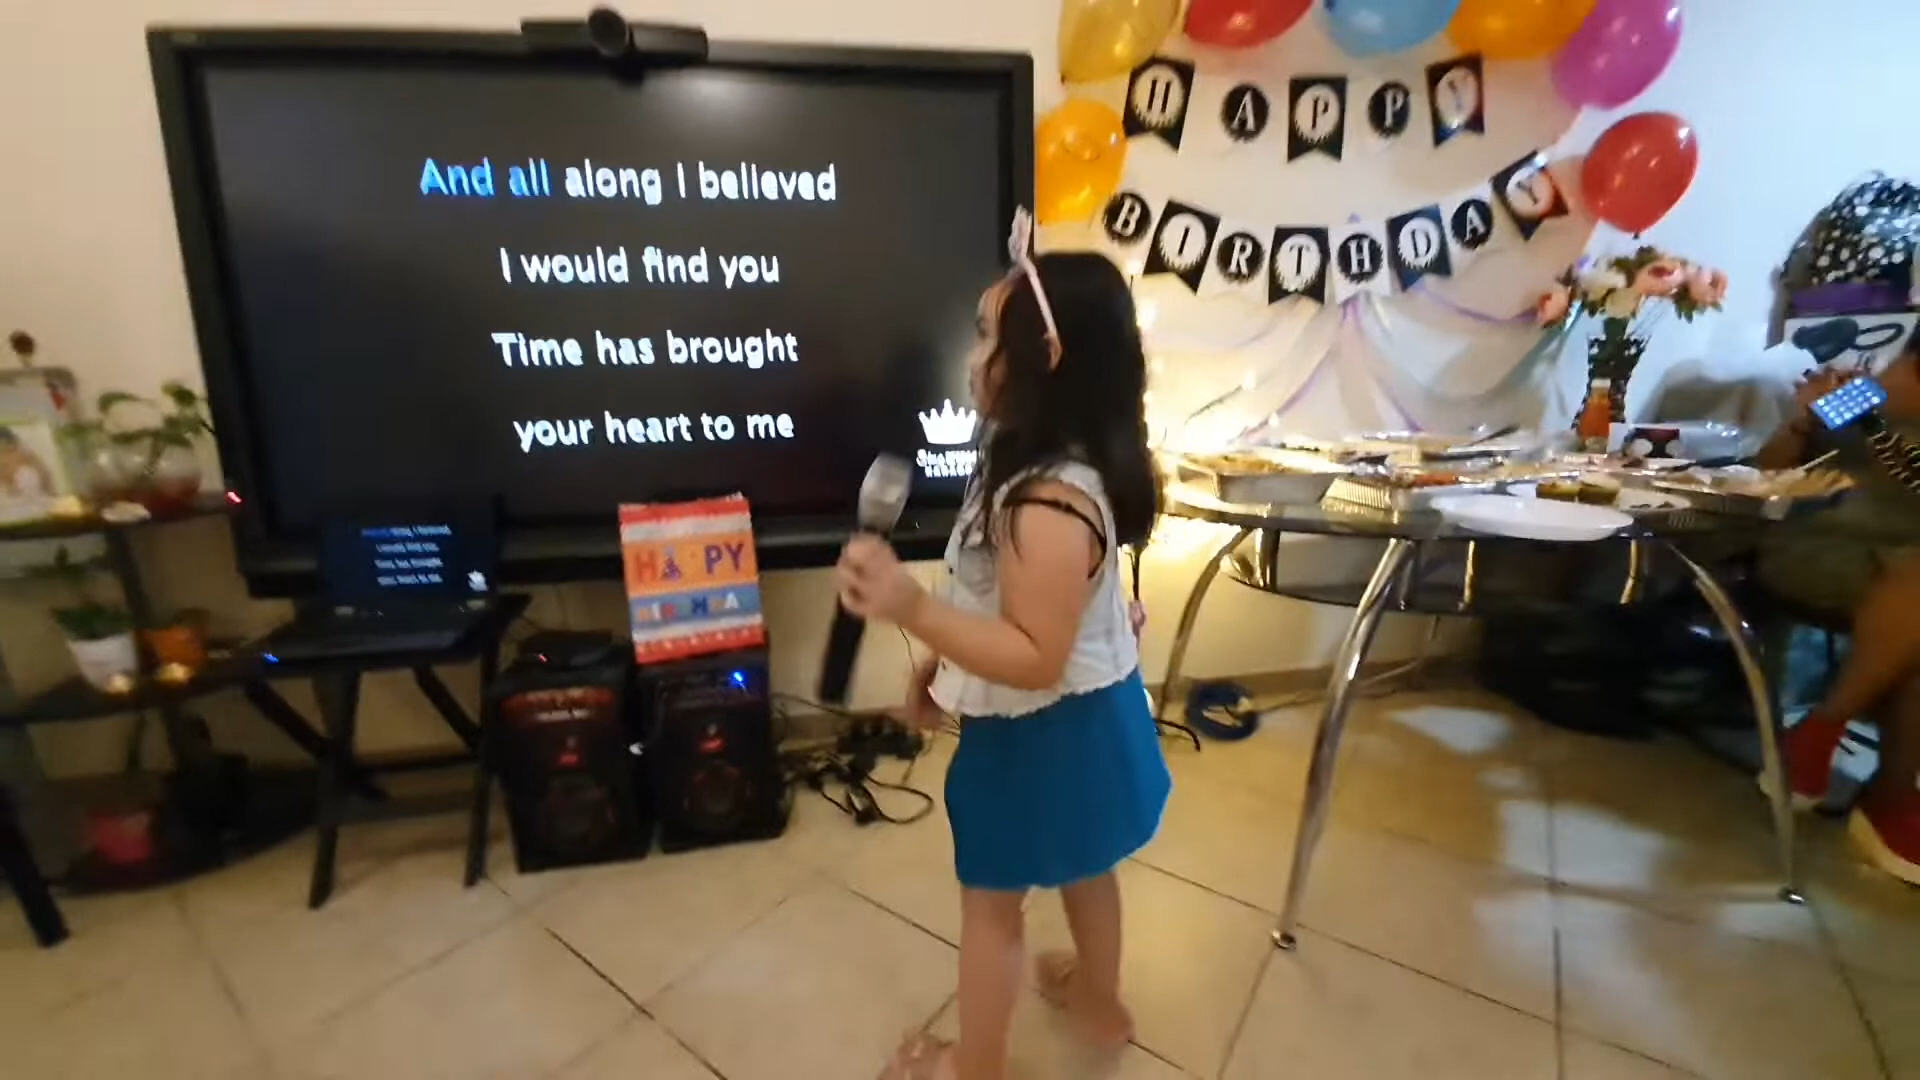 And all along I believed
I would find you
Time has brought
your heart to me
HAPPY
BIRTHDAY
HAPPY